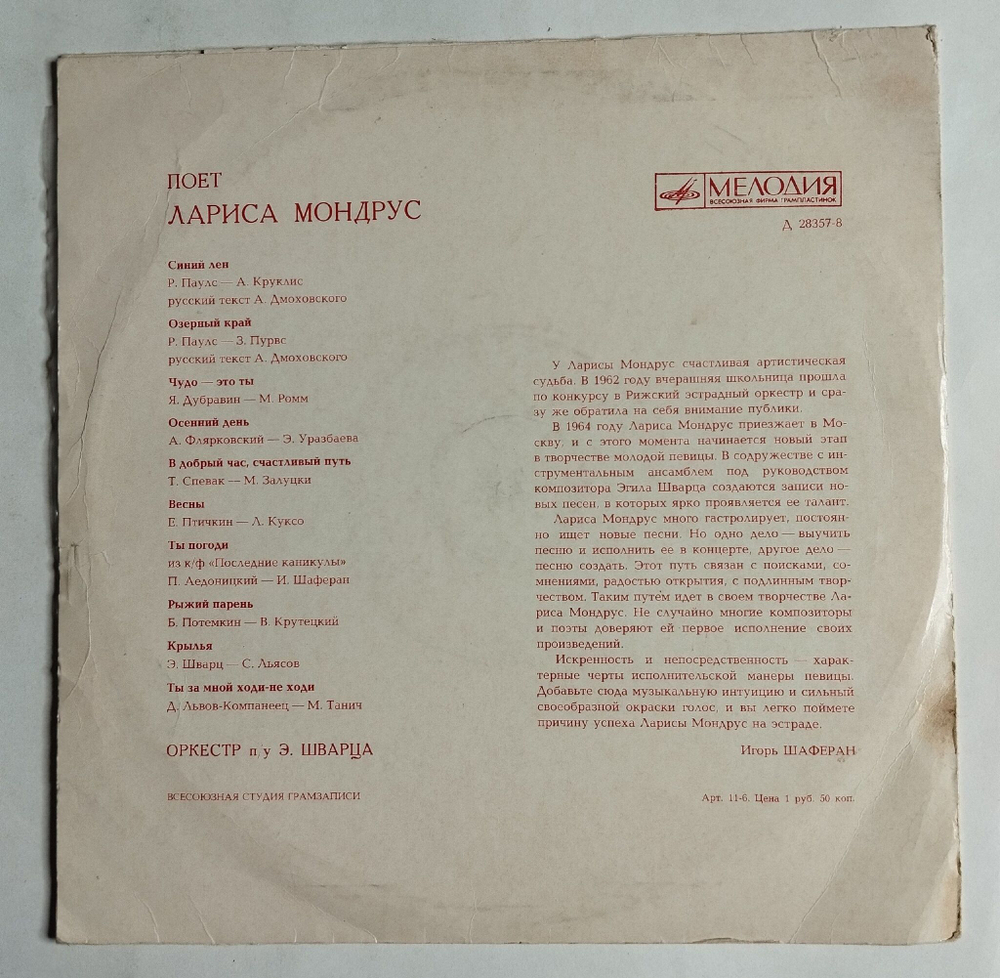 ПОЕТ
ЛАРИСА МОНДРУС
МЕЛОДИЯ
ВСЕСОЮЗНАЯ ФИРМА ГРАМПЛАСТИНОК
Д 28357-8
Синий лен
Р. Паулс — А. Круклис
русский текст А. Дмоховского
Озерный край
Р. Паулс — З. Пурвс
русский текст А. Дмоховского
Чудо — это ты
Я. Дубравин — М. Ромм
Осенний день
А. Флярковский — Э. Уразбаева
В добрый час, счастливый путь
Т. Спевак — М. Залуцки
Весны
Е. Птичкин — Л. Куксо
Ты погоди
из к/ф «Последние каникулы»
П. Аедоницкий — И. Шаферан
Рыжий парень
Б. Потемкин — В. Крутецкий
Крылья
Э. Шварц — С. Льясов
Ты за мной ходи-не ходи
Д. Львов-Компанеец — М. Танич
ОРКЕСТР п/у Э. ШВАРЦА
ВСЕСОЮЗНАЯ СТУДИЯ ГРАМЗАПИСИ
У Ларисы Мондрус счастливая артистическая
судьба. В 1962 году вчерашняя школьница прошла
по конкурсу в Рижский эстрадный оркестр и сра-
зу же обратила на себя внимание публики.
В 1964 году Лариса Мондрус приезжает в Мо-
скву, и с этого момента начинается новый этап
в творчестве молодой певицы. В содружестве с ин-
струментальным ансамблем под руководством
композитора Эгила Шварца создаются записи но-
вых песен, в которых ярко проявляется ее талант.
Лариса Мондрус много гастролирует, постоян-
но ищет новые песни. Но одно дело — выучить
песню и исполнить ее в концерте, другое дело —
песню создать. Этот путь связан с поисками, со-
мнениями, радостью открытия, с подлинным твор-
чеством. Таким путем идет в своем творчестве Ла-
риса Мондрус. Не случайно многие композиторы
и поэты доверяют ей первое исполнение своих
произведений.
Искренность и непосредственность — харак-
терные черты исполнительской манеры певицы.
Добавьте сюда музыкальную интуицию и сильный
своеобразной окраски голос, и вы легко поймете
причину успеха Ларисы Мондрус на эстраде.
Игорь ШАФЕРАН
Арт. 11-6. Цена 1 руб. 50 коп.